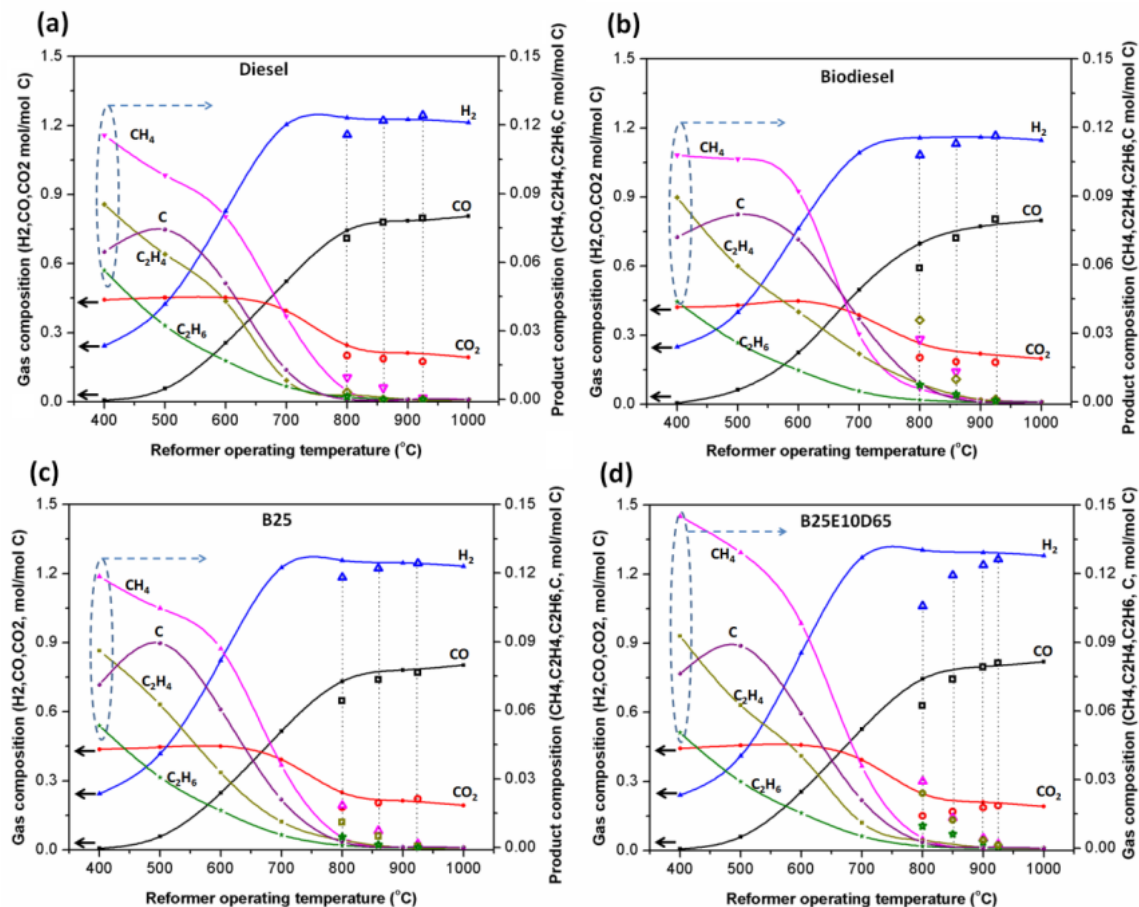 (a)
Diesel
Gas composition (H2,CO,CO2 mol/mol C)
1.5
1.2
0.9
0.6
0.3
0.0
400 500 600 700 800 900 1000
Reformer operating temperature (°C)
0.15
0.12
0.09
0.06
0.03
0.00
Product composition (CH4,C2H4,C2H6,C mol/mol C)
H2
CH4
C
CO
C2H4
C2H6
CO2
(b)
Biodiesel
Gas composition (H2,CO,CO2 mol/mol C)
1.5
1.2
0.9
0.6
0.3
0.0
400 500 600 700 800 900 1000
Reformer operating temperature (°C)
0.15
0.12
0.09
0.06
0.03
0.00
Product composition (CH4,C2H4,C2H6,C mol/mol C)
H2
CH4
C
CO
C2H4
C2H6
CO2
(c)
B25
Gas composition (H2,CO,CO2, mol/mol C)
1.5
1.2
0.9
0.6
0.3
0.0
400 500 600 700 800 900 1000
Reformer operating temperature (°C)
0.15
0.12
0.09
0.06
0.03
0.00
Product composition (CH4,C2H4,C2H6,C, mol/mol C)
H2
CH4
C
CO
C2H4
C2H6
CO2
(d)
B25E10D65
Gas composition (H2,CO,CO2, mol/mol C)
1.5
1.2
0.9
0.6
0.3
0.0
400 500 600 700 800 900 1000
Reformer operating temperature (°C)
0.15
0.12
0.09
0.06
0.03
0.00
Gas composition (CH4,C2H4,C2H6, C, mol/mol C)
H2
CH4
C
CO
C2H4
C2H6
CO2